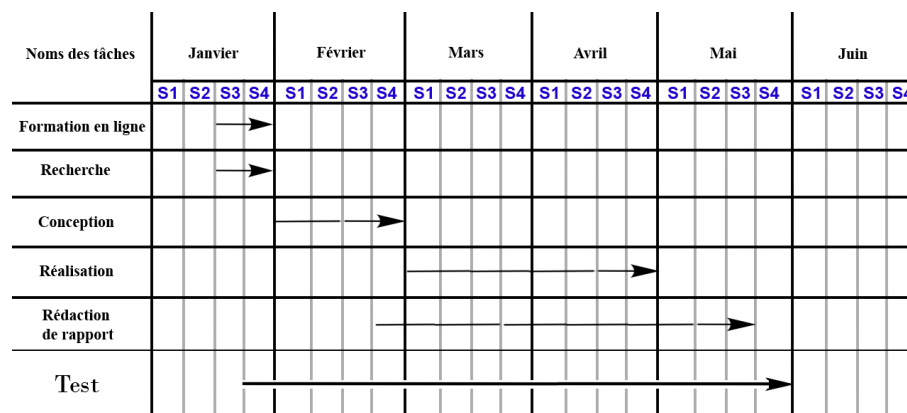 Noms des tâches Janvier Février Mars Avril Mai Juin
S1 S2 S3 S4 S1 S2 S3 S4 S1 S2 S3 S4 S1 S2 S3 S4 S1 S2 S3 S4 S1 S2 S3 S4
Formation en ligne
Recherche
Conception
Réalisation
Rédaction
de rapport
Test